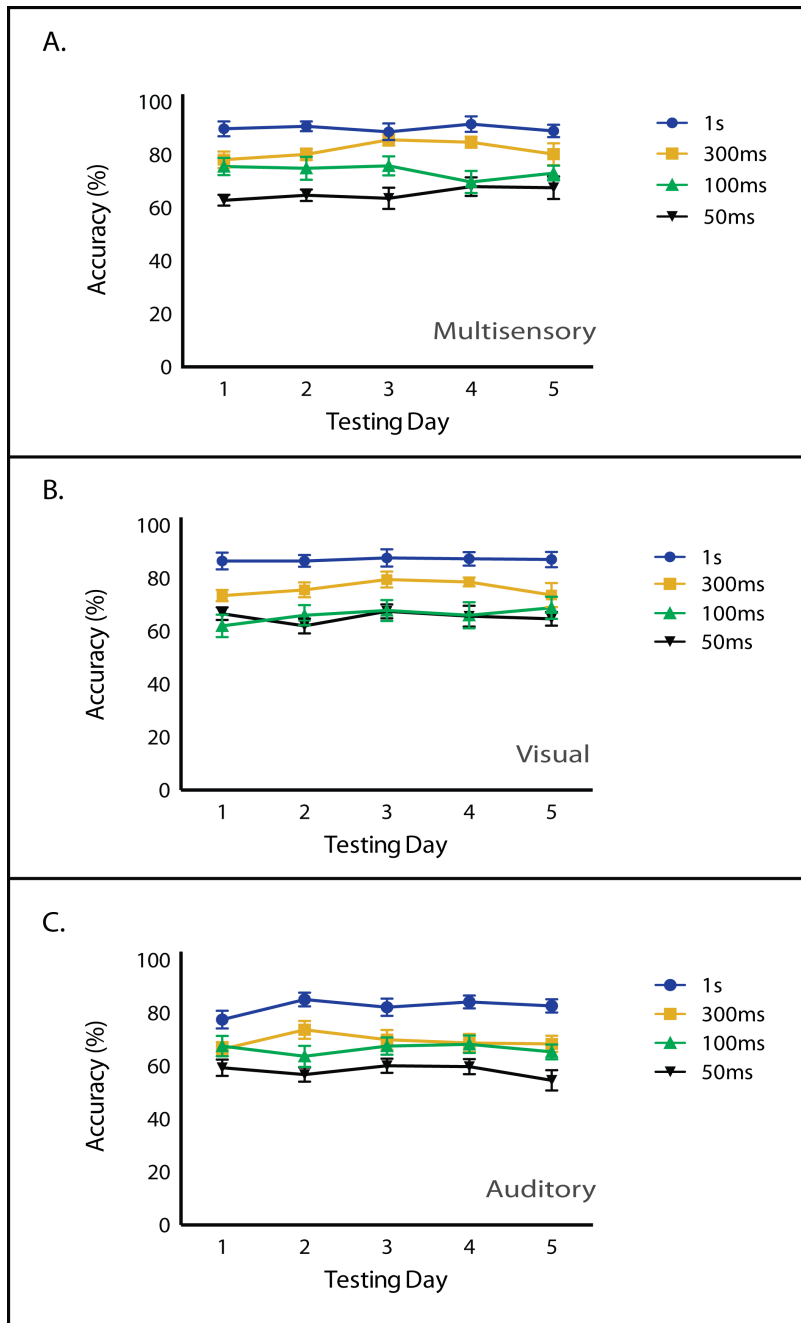 A.
100
80
60
40
20
0
Accuracy (%)
1 2 3 4 5
Testing Day
Multisensory
1s
300ms
100ms
50ms
B.
100
80
60
40
20
0
Accuracy (%)
1 2 3 4 5
Testing Day
Visual
1s
300ms
100ms
50ms
C.
100
80
60
40
20
0
Accuracy (%)
1 2 3 4 5
Testing Day
Auditory
1s
300ms
100ms
50ms